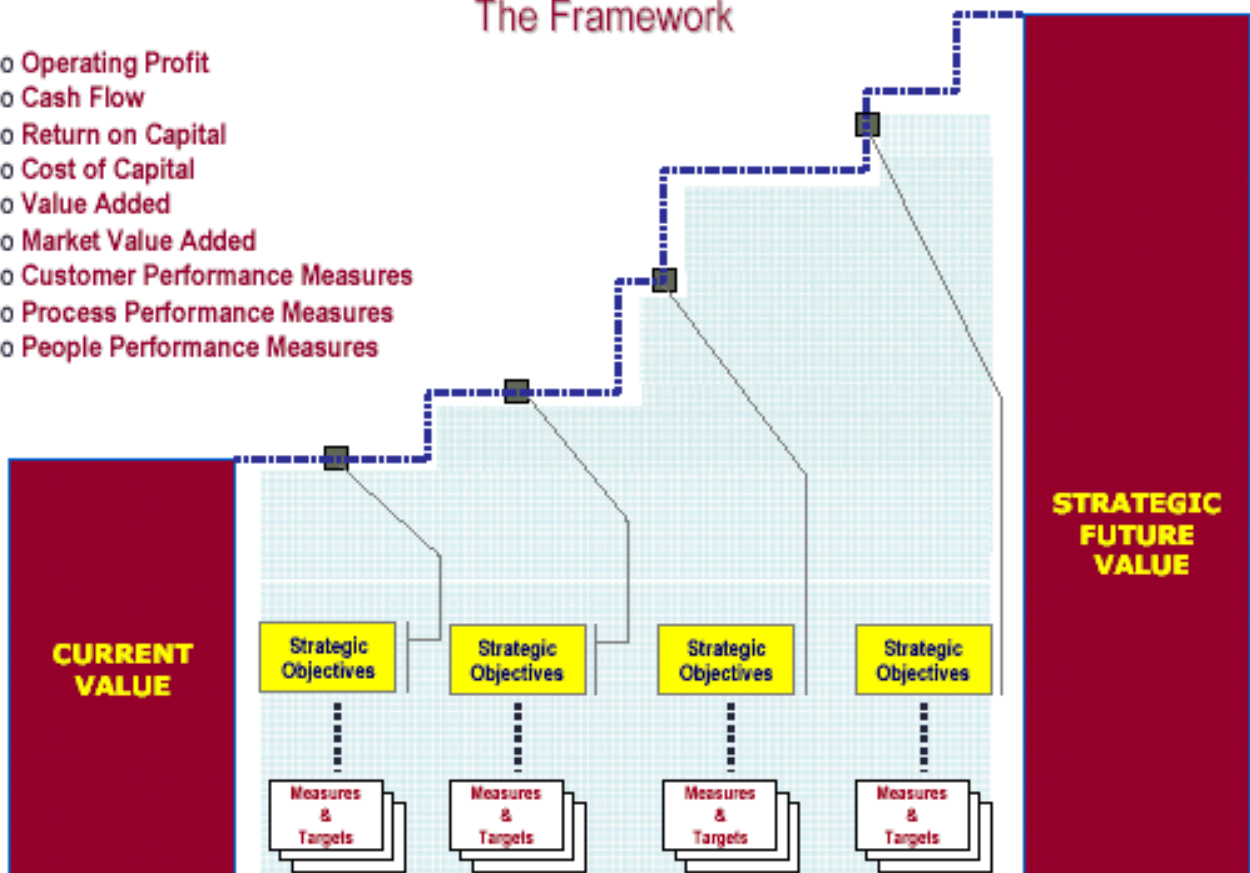 The Framework
o Operating Profit
o Cash Flow
o Return on Capital
o Cost of Capital
o Value Added
o Market Value Added
o Customer Performance Measures
o Process Performance Measures
o People Performance Measures
STRATEGIC
FUTURE
VALUE
CURRENT
VALUE
Strategic
Objectives
Strategic
Objectives
Strategic
Objectives
Strategic
Objectives
Measures
&
Targets
Measures
&
Targets
Measures
&
Targets
Measures
&
Targets